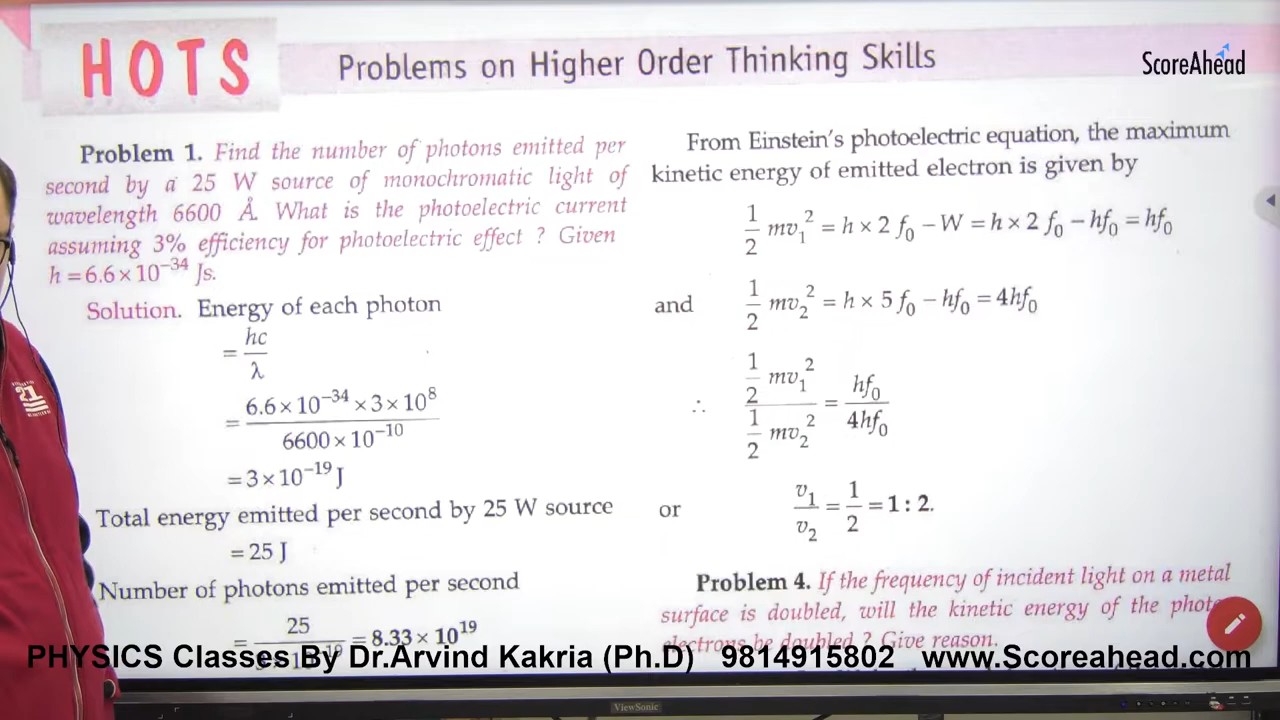 HOTS
Problems on Higher Order Thinking Skills
ScoreAhead
Problem 1. Find the number of photons emitted per
second by a 25 W source of monochromatic light of
wavelength 6600 Å. What is the photoelectric current
assuming 3% efficiency for photoelectric effect ? Given
h = 6.6 × 10⁻³⁴ Js.
Solution. Energy of each photon
= hc / λ
= 6.6 × 10⁻³⁴ × 3 × 10⁸ / 6600 × 10⁻¹⁰
= 3 × 10⁻¹⁹ J
Total energy emitted per second by 25 W source
= 25 J
Number of photons emitted per second
= 25 / = 8.33 × 10¹⁹
From Einstein's photoelectric equation, the maximum
kinetic energy of emitted electron is given by
1/2 mv₁² = h × 2 f₀ − W = h × 2 f₀ − hf₀ = hf₀
and 1/2 mv₂² = h × 5 f₀ − hf₀ = 4hf₀
∴ 1/2 mv₁² / 1/2 mv₂² = hf₀ / 4hf₀
or v₁ / v₂ = 1/2 = 1 : 2.
Problem 4. If the frequency of incident light on a metal
surface is doubled, will the kinetic energy of the
electrons be doubled ? Give reason.
PHYSICS Classes By Dr.Arvind Kakria (Ph.D) 9814915802 www.Scoreahead.com
21
ViewSonic